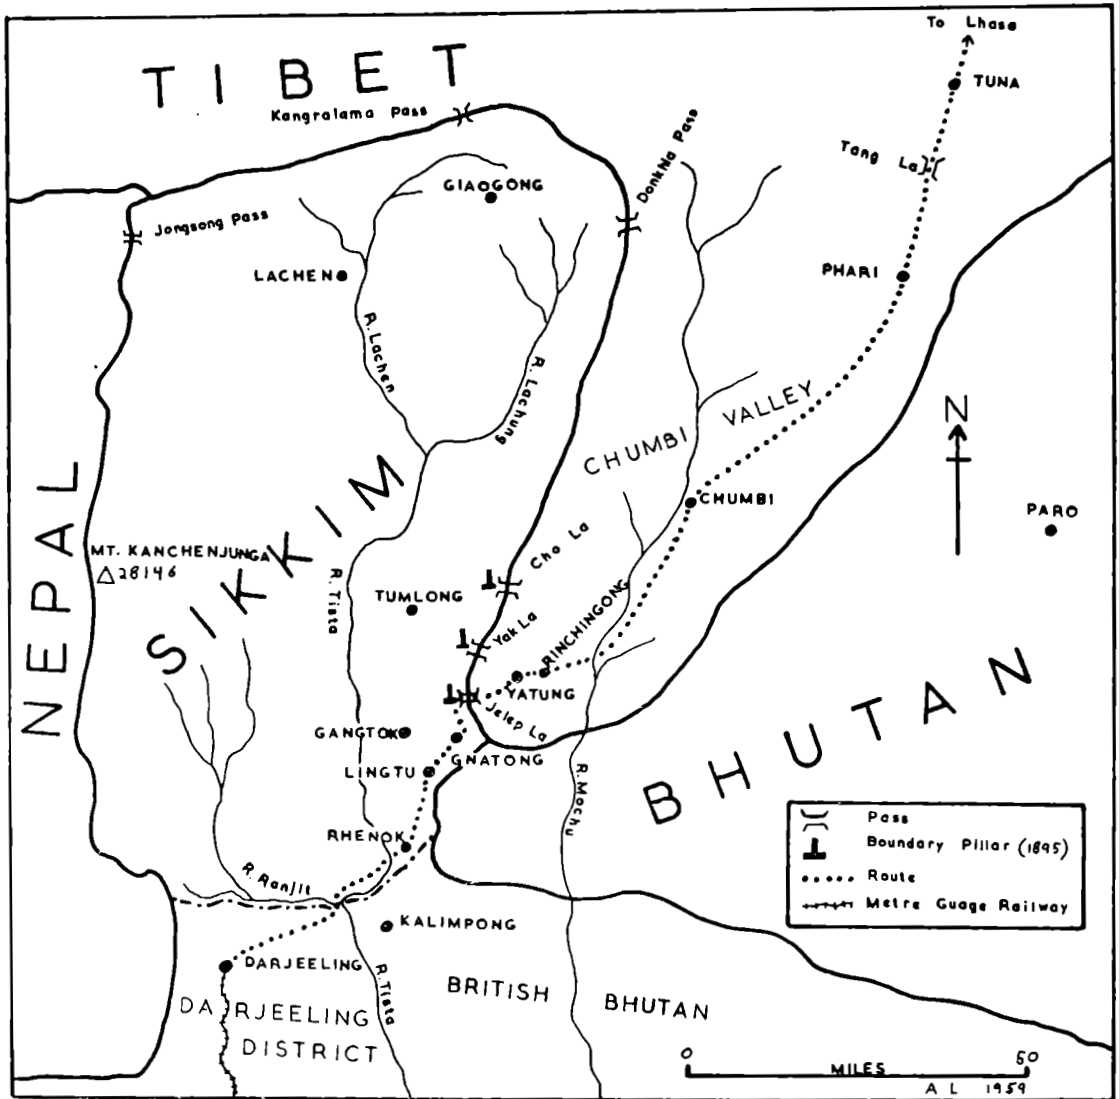 To Lhasa
TIBET
TUNA
Kangralama Pass
Tang La
Donkhla Pass
GIAOGONG
Jongsong Pass
LACHEN
PHARI
R. Lachen
R. Lachung
CHUMBI VALLEY
N
SIKKIM
CHUMBI
PARO
NEPAL
MT. KANCHENJUNGA
28146
Cho La
TUMLONG
R. Tista
Yak La
RINCHINGONG
YATUNG
Jelep La
GANGTOK
GNATONG
LINGTU
BHUTAN
R. Mochu
RHENOK
Pass
Boundary Pillar (1895)
Route
Metre Guage Railway
R. Ranjit
KALIMPONG
DARJEELING
R. Tista
BRITISH BHUTAN
DARJEELING
DISTRICT
0 50
MILES
A L 1959